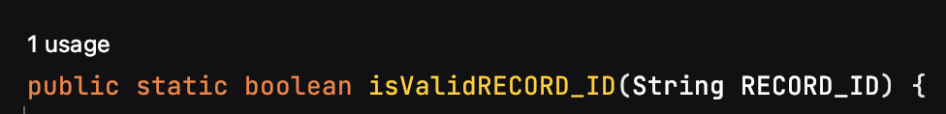 1 usage
public static boolean isValidRECORD_ID(String RECORD_ID) {